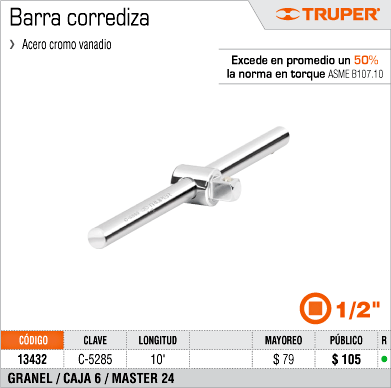 Barra corrediza
TRUPER®
› Acero cromo vanadio
Excede en promedio un 50%
la norma en torque ASME B107.10
1/2"
CÓDIGO CLAVE LONGITUD MAYOREO PÚBLICO R
13432 C-5285 10' $ 79 $ 105
GRANEL / CAJA 6 / MASTER 24